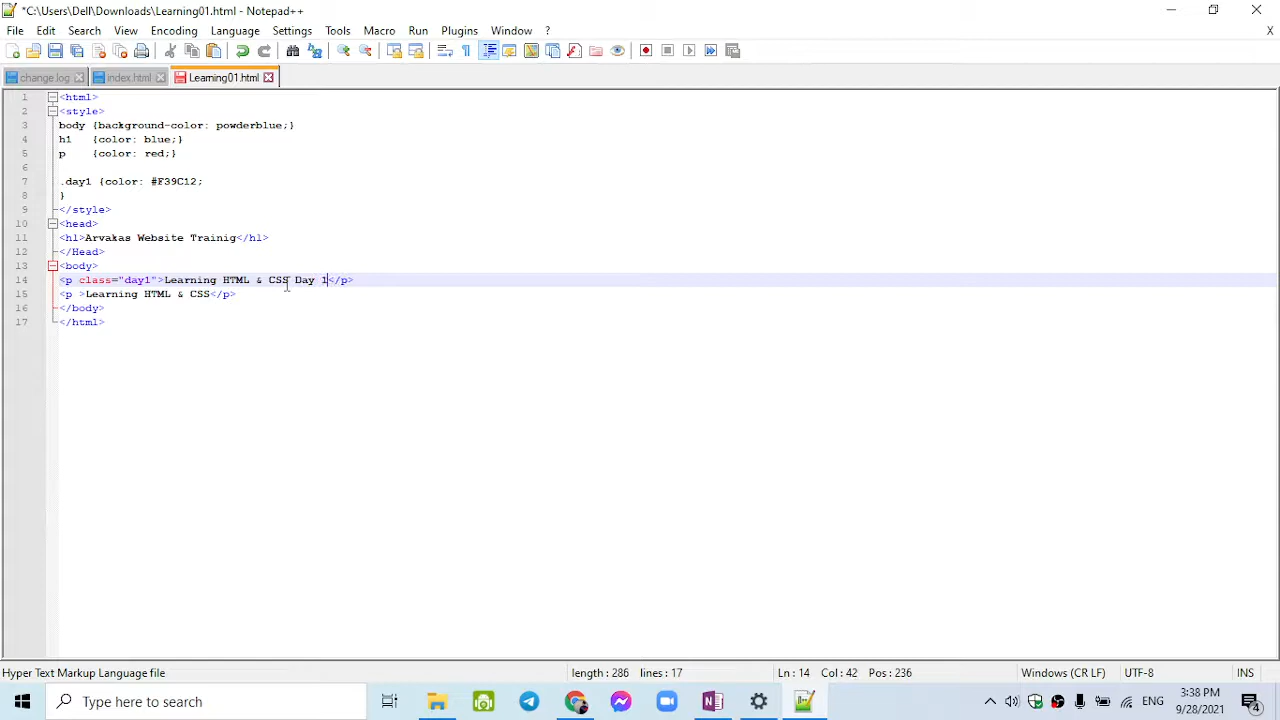 *C:\Users\Dell\Downloads\Learning01.html - Notepad++
File Edit Search View Encoding Language Settings Tools Macro Run Plugins Window ? X
change.log index.html Learning01.html
1 <html>
2 <style>
3 body {background-color: powderblue;}
4 h1 {color: blue;}
5 p {color: red;}
6
7 .day1 {color: #F39C12;
8 }
9 </style>
10 <head>
11 <h1>Arvakas Website Trainig</h1>
12 </Head>
13 <body>
14 <p class="day1">Learning HTML & CSS Day 1</p>
15 <p >Learning HTML & CSS</p>
16 </body>
17 </html>
Hyper Text Markup Language file length : 286 lines : 17 Ln : 14 Col : 42 Pos : 236 Windows (CR LF) UTF-8 INS
Type here to search ENG 3:38 PM
9/28/2021 4